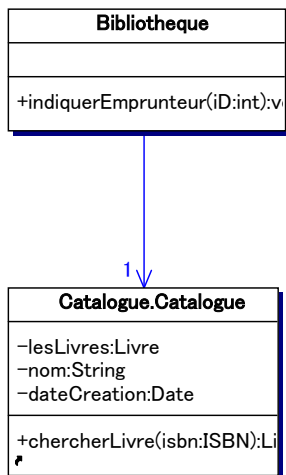 Bibliotheque
+indiquerEmprunteur(iD:int):v
1
Catalogue.Catalogue
-lesLivres:Livre
-nom:String
-dateCreation:Date
+chercherLivre(isbn:ISBN):Li